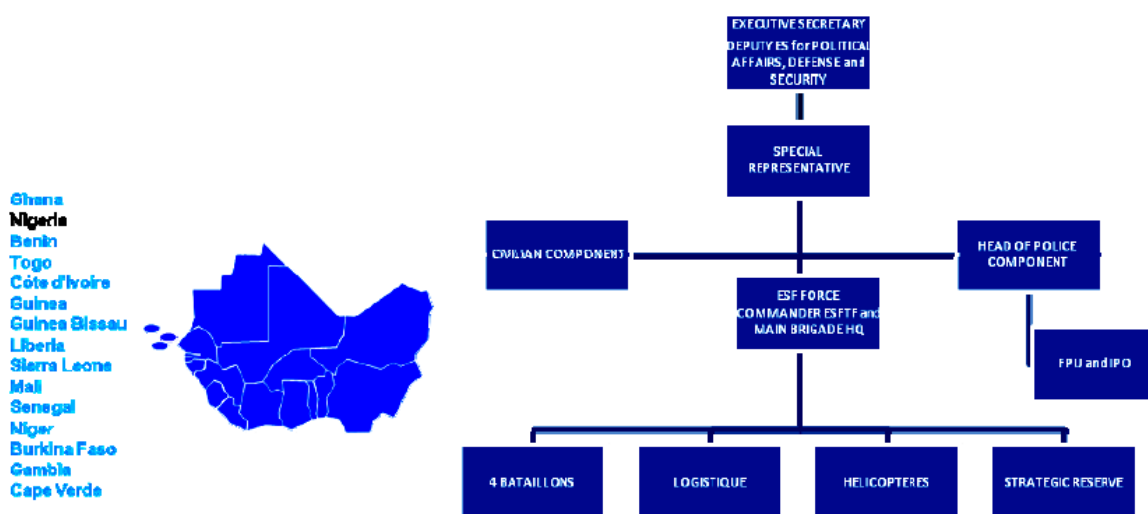 Ghana
Nigeria
Benin
Togo
Côte d'Ivoire
Guinea
Guinea Bissau
Liberia
Sierra Leone
Mali
Senegal
Niger
Burkina Faso
Gambia
Cape Verde
EXECUTIVE SECRETARY
DEPUTY ES for POLITICAL
AFFAIRS, DEFENSE and
SECURITY
SPECIAL
REPRESENTATIVE
CIVILIAN COMPONENT
HEAD OF POLICE
COMPONENT
ESF FORCE
COMMANDER ESFTF and
MAIN BRIGADE HQ
FPU and IPO
4 BATAILLONS
LOGISTIQUE
HELICOPTERES
STRATEGIC RESERVE